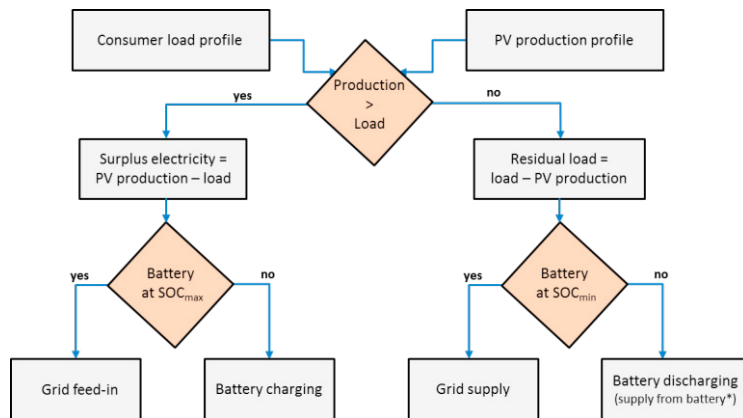 Consumer load profile
PV production profile
Production
>
Load
yes
no
Surplus electricity =
PV production – load
Residual load =
load – PV production
yes
Battery
at SOCmax
no
yes
Battery
at SOCmin
no
Grid feed-in
Battery charging
Grid supply
Battery discharging
(supply from battery*)